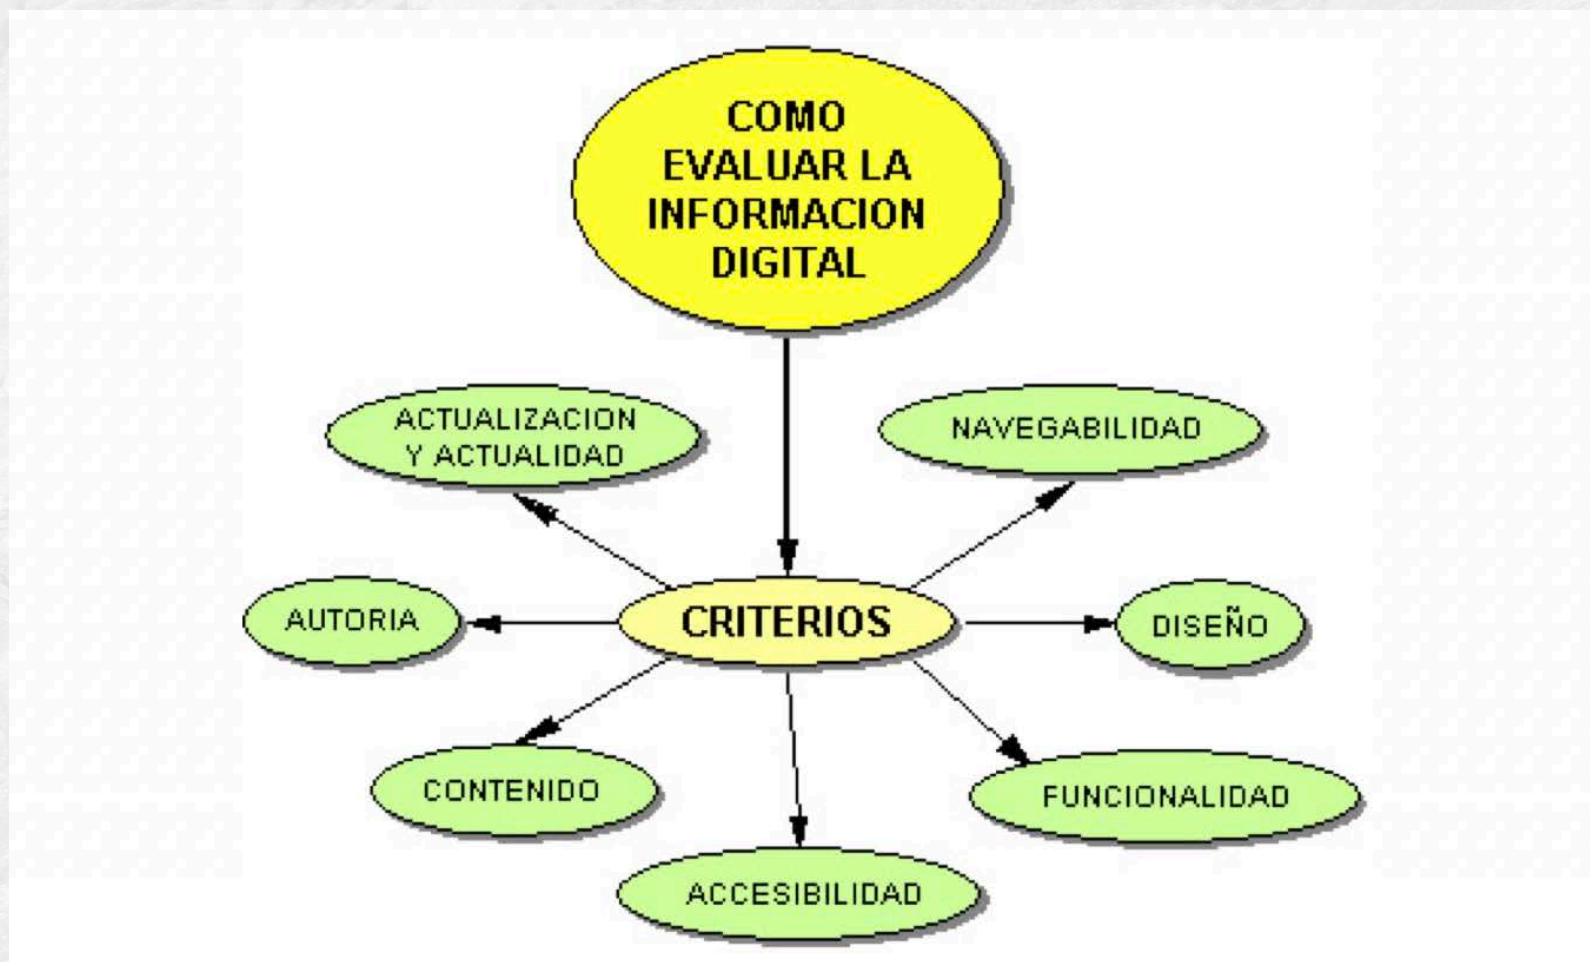 COMO
EVALUAR LA
INFORMACION
DIGITAL
ACTUALIZACION
Y ACTUALIDAD
NAVEGABILIDAD
AUTORIA
CRITERIOS
DISEÑO
CONTENIDO
FUNCIONALIDAD
ACCESIBILIDAD